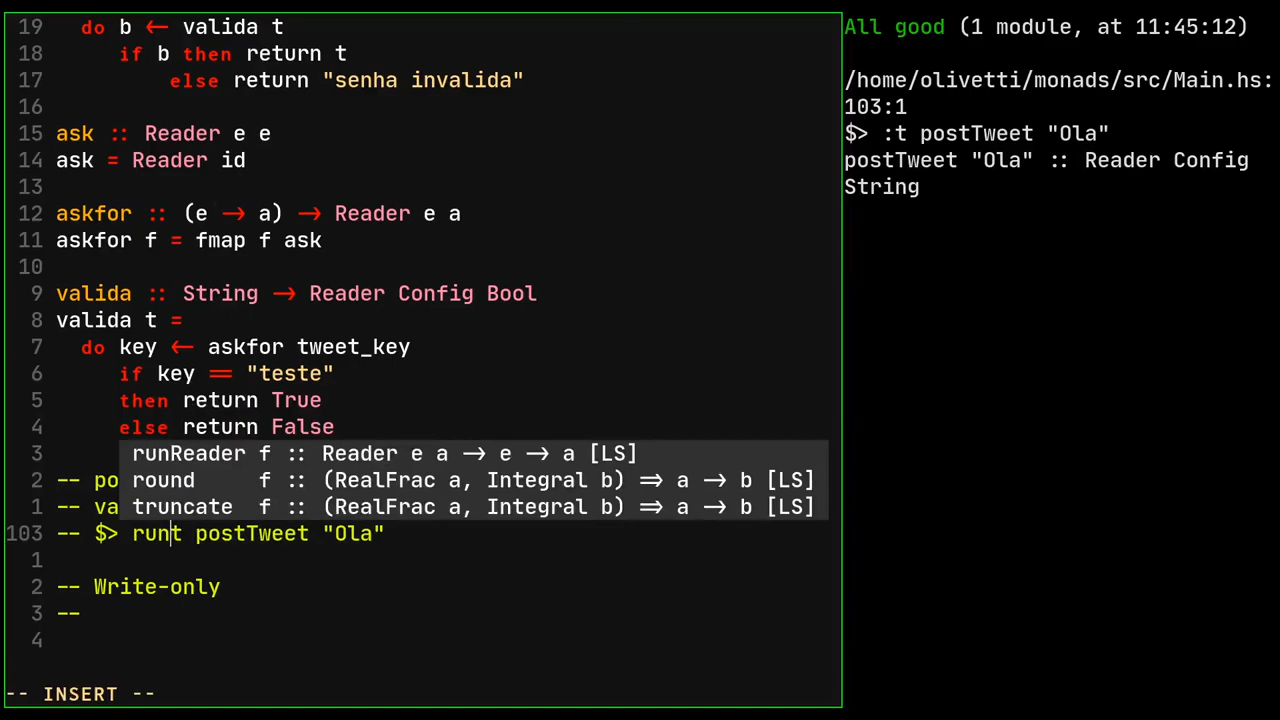 19   do b ← valida t
18      if b then return t
17          else return "senha invalida"
16
15 ask :: Reader e e
14 ask = Reader id
13
12 askfor :: (e → a) → Reader e a
11 askfor f = fmap f ask
10
9 valida :: String → Reader Config Bool
8 valida t =
7   do key ← askfor tweet_key
6      if key == "teste"
5      then return True
4      else return False
3      runReader f :: Reader e a → e → a [LS]
2 -- po round     f :: (RealFrac a, Integral b) ⇒ a → b [LS]
1 -- va truncate  f :: (RealFrac a, Integral b) ⇒ a → b [LS]
103 -- $> runt postTweet "Ola"
1
2 -- Write-only
3 --
4
-- INSERT --
All good (1 module, at 11:45:12)
/home/olivetti/monads/src/Main.hs:
103:1
$> :t postTweet "Ola"
postTweet "Ola" :: Reader Config
String